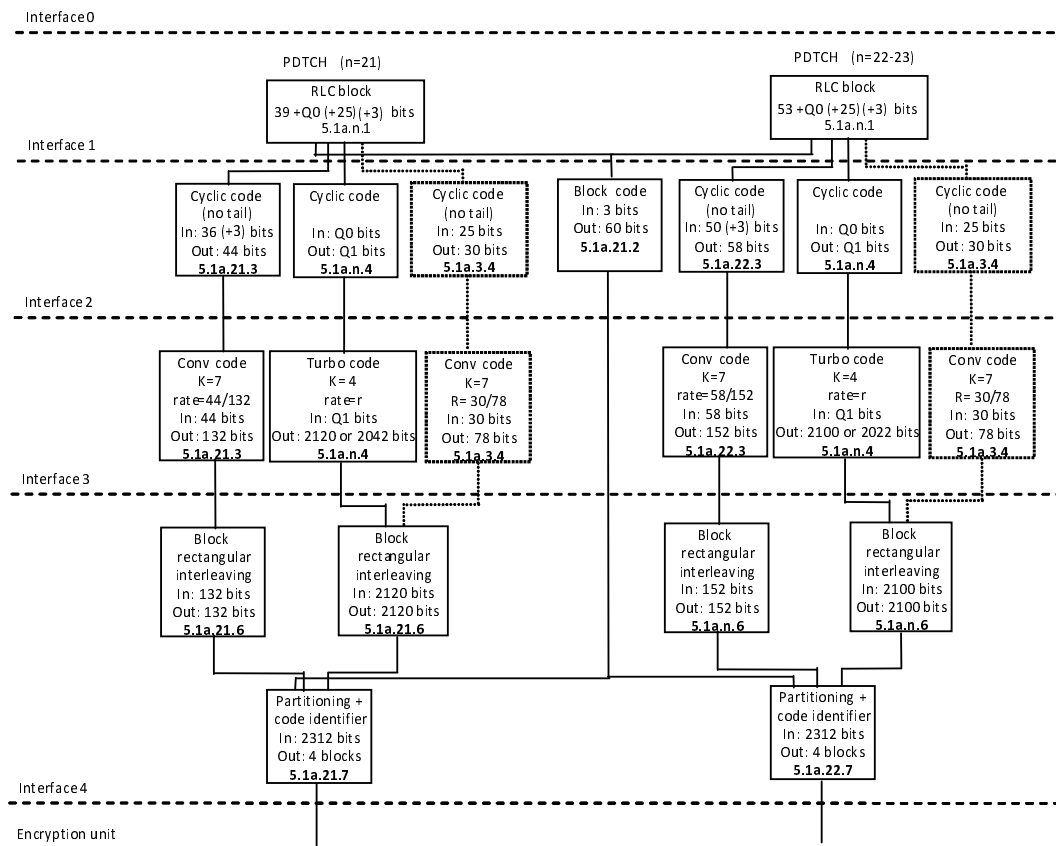 Interface 0
PDTCH (n=21)
RLC block
39 +Q0 (+25)(+3) bits
5.1a.n.1
PDTCH (n=22-23)
RLC block
53 +Q0 (+25)(+3) bits
5.1a.n.1
Interface 1
Cyclic code
(no tail)
In: 36 (+3) bits
Out: 44 bits
5.1a.21.3
Cyclic code
In: Q0 bits
Out: Q1 bits
5.1a.n.4
Cyclic code
(no tail)
In: 25 bits
Out: 30 bits
5.1a.3.4
Block code
In: 3 bits
Out: 60 bits
5.1a.21.2
Cyclic code
(no tail)
In: 50 (+3) bits
Out: 58 bits
5.1a.22.3
Cyclic code
In: Q0 bits
Out: Q1 bits
5.1a.n.4
Cyclic code
(no tail)
In: 25 bits
Out: 30 bits
5.1a.3.4
Interface 2
Conv code
K=7
rate=44/132
In: 44 bits
Out: 132 bits
5.1a.21.3
Turbo code
K=4
rate=r
In: Q1 bits
Out: 2120 or 2042 bits
5.1a.n.4
Conv code
K=7
R= 30/78
In: 30 bits
Out: 78 bits
5.1a.3.4
Conv code
K=7
rate=58/152
In: 58 bits
Out: 152 bits
5.1a.22.3
Turbo code
K=4
rate=r
In: Q1 bits
Out: 2100 or 2022 bits
5.1a.n.4
Conv code
K=7
R= 30/78
In: 30 bits
Out: 78 bits
5.1a.3.4
Interface 3
Block
rectangular
interleaving
In: 132 bits
Out: 132 bits
5.1a.21.6
Block
rectangular
interleaving
In: 2120 bits
Out: 2120 bits
5.1a.21.6
Block
rectangular
interleaving
In: 152 bits
Out: 152 bits
5.1a.n.6
Block
rectangular
interleaving
In: 2100 bits
Out: 2100 bits
5.1a.n.6
Partitioning +
code identifier
In: 2312 bits
Out: 4 blocks
5.1a.21.7
Partitioning +
code identifier
In: 2312 bits
Out: 4 blocks
5.1a.22.7
Interface 4
Encryption unit